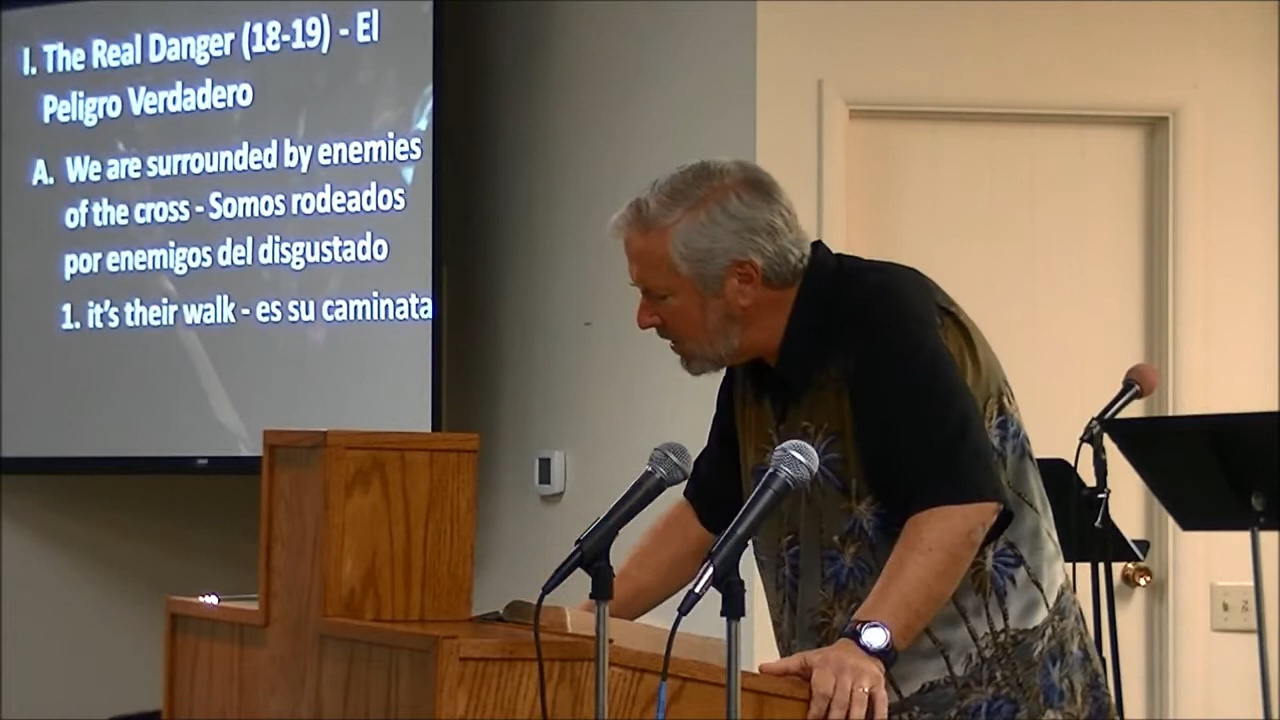 I. The Real Danger (18-19) - El
Peligro Verdadero
A. We are surrounded by enemies
of the cross - Somos rodeados
por enemigos del disgustado
1. it's their walk - es su caminata